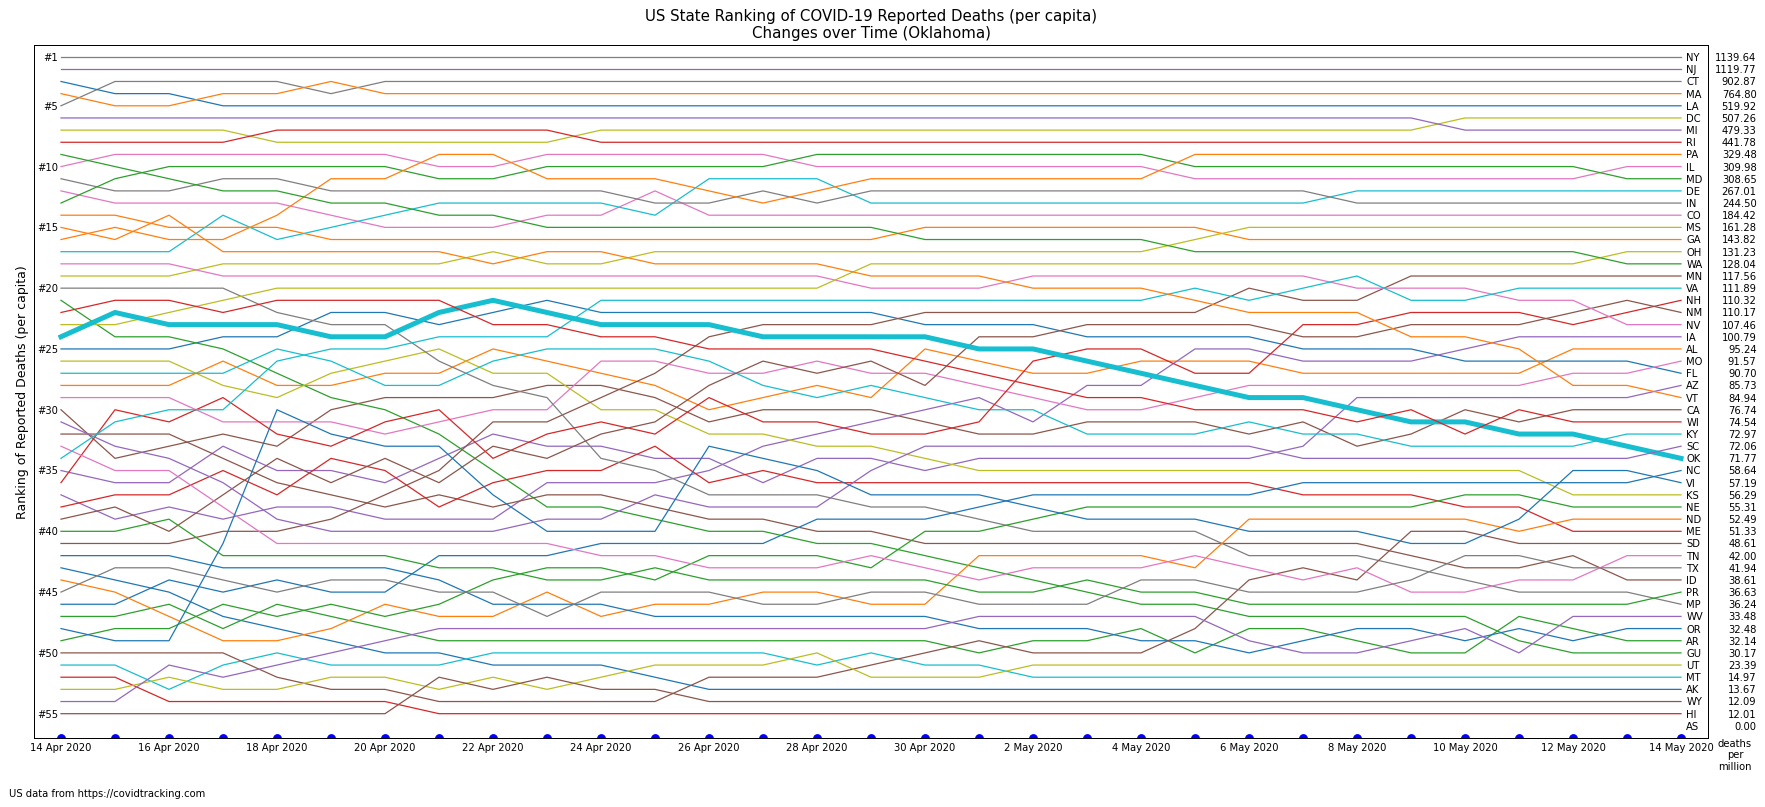 US State Ranking of COVID-19 Reported Deaths (per capita)
Changes over Time (Oklahoma)
Ranking of Reported Deaths (per capita)
#1
#5
#10
#15
#20
#25
#30
#35
#40
#45
#50
#55
NY 1139.64
NJ 1119.77
CT 902.87
MA 764.80
LA 519.92
DC 507.26
MI 479.33
RI 441.78
PA 329.48
IL 309.98
MD 308.65
DE 267.01
IN 244.50
CO 184.42
MS 161.28
GA 143.82
OH 131.23
WA 128.04
MN 117.56
VA 111.89
NH 110.32
NM 110.17
NV 107.46
IA 100.79
AL 95.24
MO 91.57
FL 90.70
AZ 85.73
VT 84.94
CA 76.74
WI 74.54
KY 72.97
SC 72.06
OK 71.77
NC 58.64
VI 57.19
KS 56.29
NE 55.31
ND 52.49
ME 51.33
SD 48.61
TN 42.00
TX 41.94
ID 38.61
PR 36.63
MP 36.24
WV 33.48
OR 32.48
AR 32.14
GU 30.17
UT 23.39
MT 14.97
AK 13.67
WY 12.09
HI 12.01
AS 0.00
14 Apr 2020 16 Apr 2020 18 Apr 2020 20 Apr 2020 22 Apr 2020 24 Apr 2020 26 Apr 2020 28 Apr 2020 30 Apr 2020 2 May 2020 4 May 2020 6 May 2020 8 May 2020 10 May 2020 12 May 2020 14 May 2020
deaths
per
million
US data from https://covidtracking.com